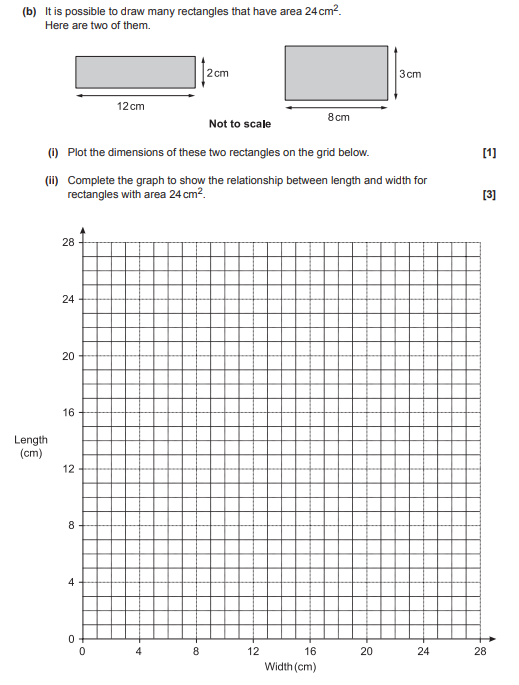 (b) It is possible to draw many rectangles that have area 24 cm².
Here are two of them.
2 cm
12 cm
3 cm
8 cm
Not to scale
(i) Plot the dimensions of these two rectangles on the grid below. [1]
(ii) Complete the graph to show the relationship between length and width for
rectangles with area 24 cm². [3]
28
24
20
16
Length
(cm)
12
8
4
0
0 4 8 12 16 20 24 28
Width (cm)